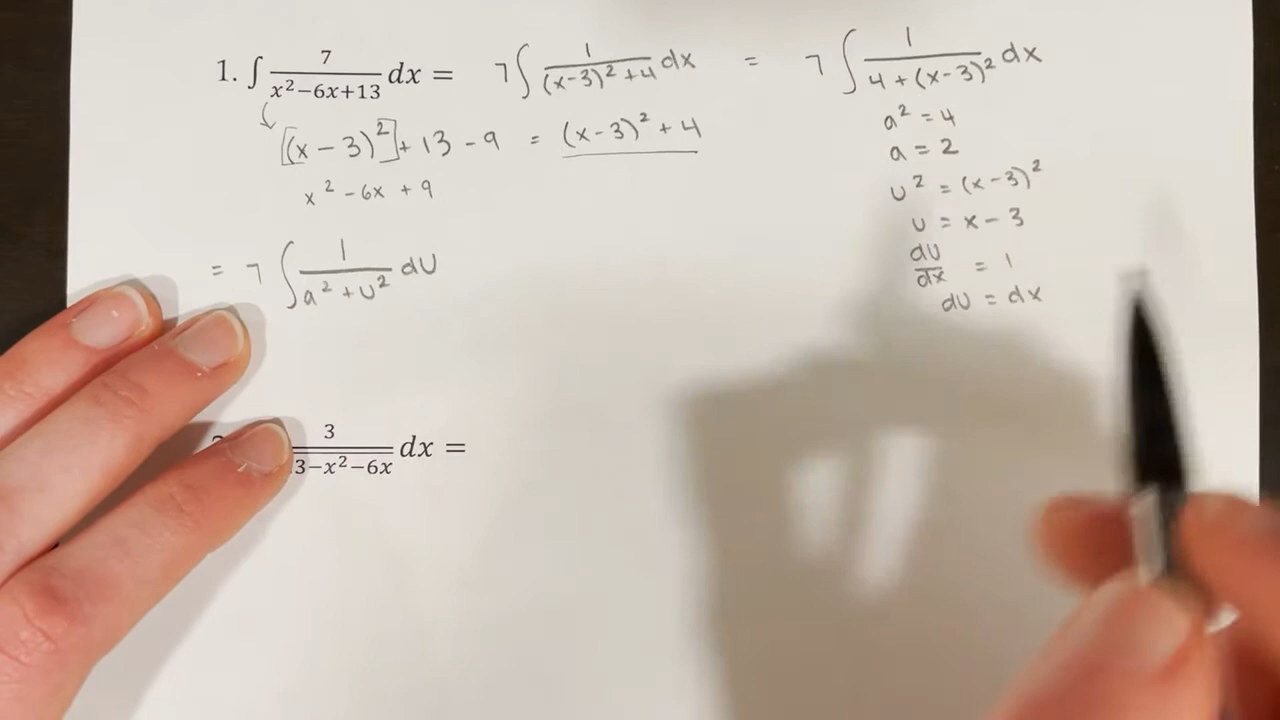 1. ∫ 7/(x²−6x+13) dx = 7 ∫ 1/((x-3)²+4) dx = 7 ∫ 1/(4+(x-3)²) dx
[(x-3)²]+13-9 = (x-3)²+4
x²-6x+9
a²=4
a=2
u²=(x-3)²
u=x-3
du/dx=1
du=dx
= 7 ∫ 1/(a²+u²) du
3/(3−x²−6x) dx =